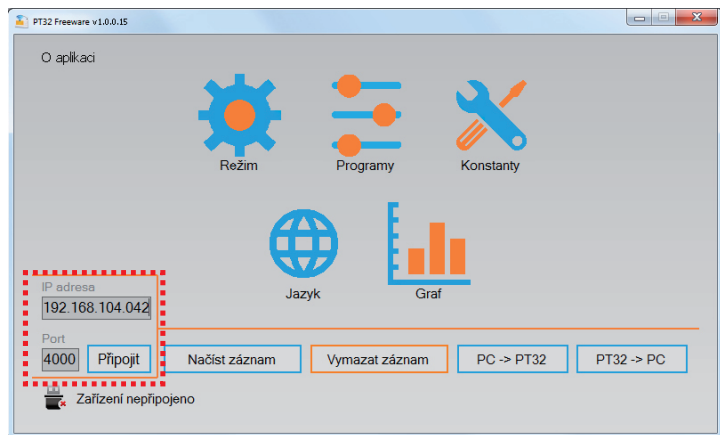 PT32 Freeware v1.0.0.15
O aplikaci
Režim
Programy
Konstanty
Jazyk
Graf
IP adresa
192.168.104.042
Port
4000
Připojit
Načíst záznam
Vymazat záznam
PC -> PT32
PT32 -> PC
Zařízení nepřipojeno